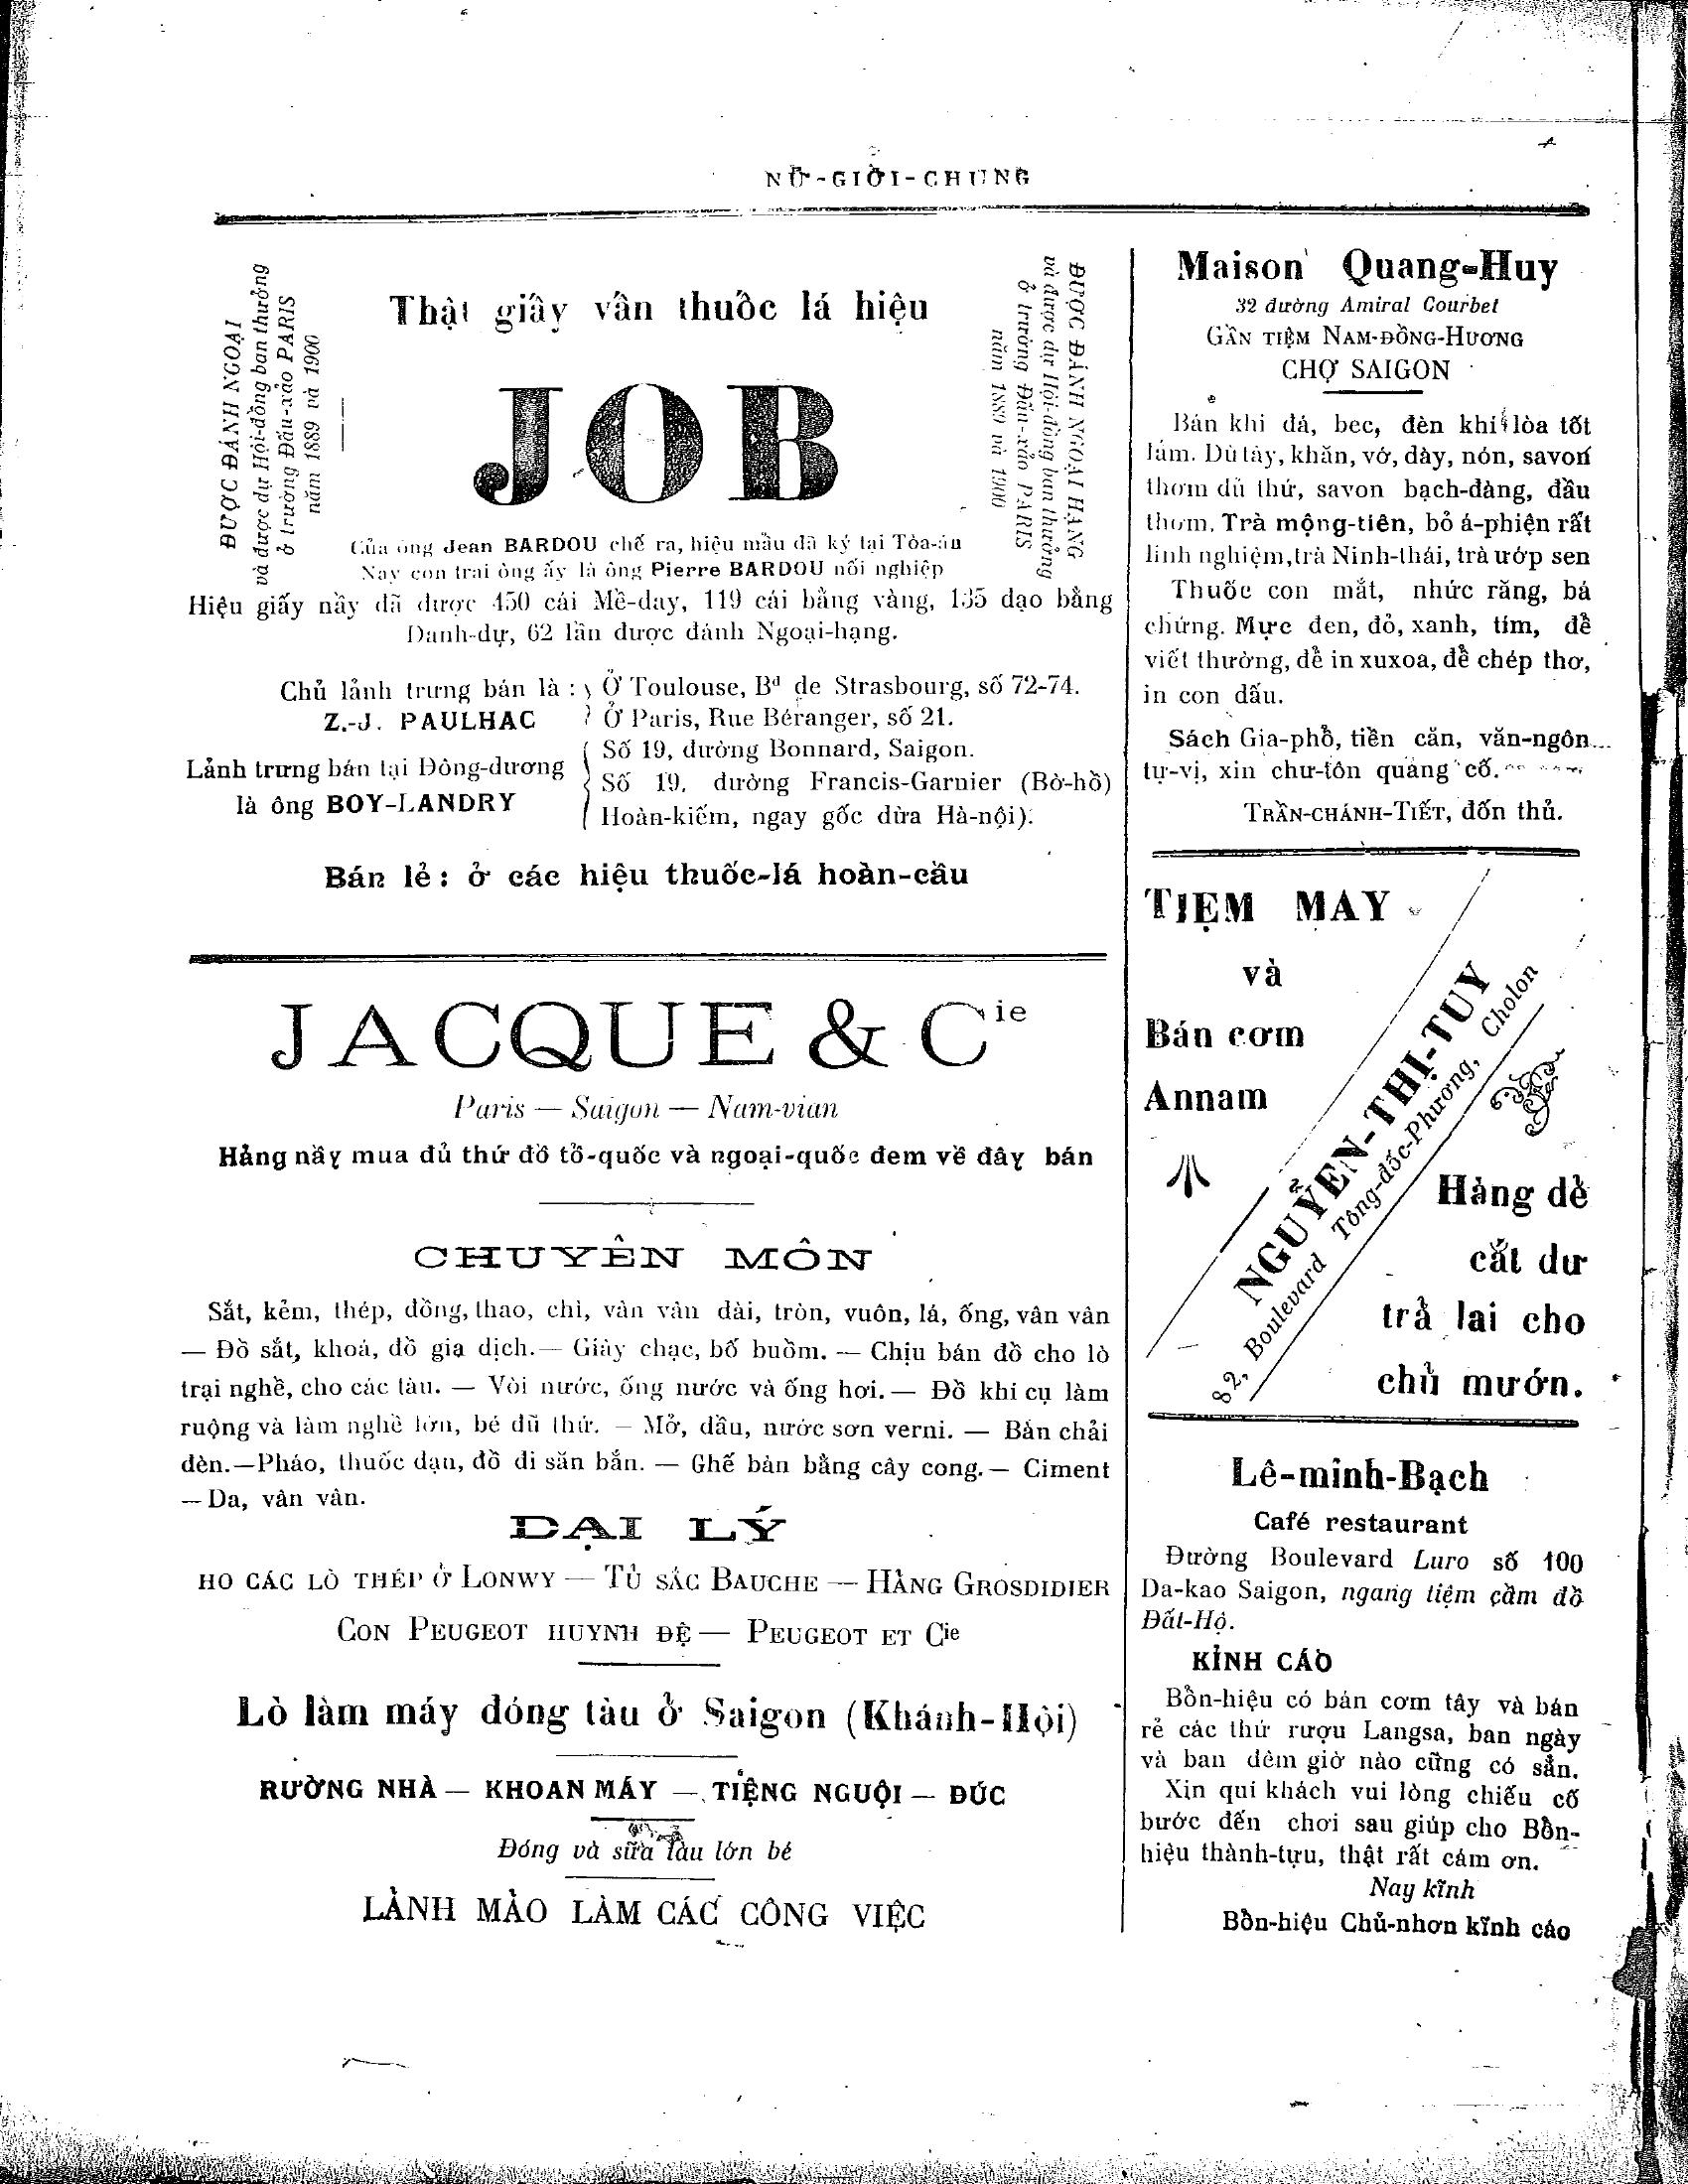 NỮ-GIỚI-CHUNG
ĐƯỢC ĐÁNH NGOẠI
và được dự Hội-đồng ban thưởng
ở trường Đấu-xảo PARIS
năm 1889 và 1900
Thật giấy vấn thuốc lá hiệu
JOB
ĐƯỢC ĐÁNH NGOẠI HẠNG
và được dự Hội-đồng ban thưởng
ở trường Đấu-xảo PARIS
năm 1889 và 1900
Của ông Jean BARDOU chế ra, hiệu mẫu đã ký tại Tòa-án
Nay con trai ông ấy là ông Pierre BARDOU nối nghiệp
Hiệu giấy nầy đã được 450 cái Mề-đay, 119 cái bằng vàng, 135 đạo bằng
Danh-dự, 62 lần được đánh Ngoại-hạng.
Chủ lảnh trưng bán là :
Z.-J. PAULHAC
Ở Toulouse, Bd de Strasbourg, số 72-74.
Ở Paris, Rue Béranger, số 21.
Lảnh trưng bán tại Đông-dương
là ông BOY-LANDRY
Số 19, đường Bonnard, Saigon.
Số 19, đường Francis-Garnier (Bờ-hồ)
Hoàn-kiếm, ngay gốc dừa Hà-nội).
Bán lẻ : ở các hiệu thuốc-lá hoàn-cầu
JACQUE & Cie
Paris — Saigon — Nam-vian
Hảng nầy mua đủ thứ đồ tổ-quốc và ngoại-quốc đem về đây bán
CHUYÊN MÔN
Sắt, kẻm, thép, đồng, thao, chì, vàn vàn dài, tròn, vuôn, lá, ống, vân vàn
— Đồ sắt, khoá, đồ gia dịch. — Giày chạc, bố buồm. — Chịu bán đồ cho lò
trại nghề, cho các tàu. — Vòi nước, ống nước và ống hơi. — Đồ khí cụ làm
ruộng và làm nghề lớn, bé đũ thứ. — Mở, dầu, nước sơn verni. — Bàn chải
đèn. — Pháo, thuốc đạn, đồ đi săn bắn. — Ghế bàn bằng cây cong. — Ciment
— Da, vân vân.
DẠI LÝ
HO CÁC LÒ THÉP Ở LONWY — TỦ SẮC BAUCHE — HẢNG GROSDIDIER
CON PEUGEOT HUYNH ĐỆ — PEUGEOT ET Cie
Lò làm máy đóng tàu ở Saigon (Khánh-Hội)
RƯỜNG NHÀ — KHOAN MÁY — TIỆNG NGUỘI — ĐÚC
Đóng và sữa tàu lớn bé
LẢNH MẢO LÀM CÁC CÔNG VIỆC
Maison Quang-Huy
32 đường Amiral Courbet
GẦN TIỆM NAM-ĐỒNG-HƯƠNG
CHỢ SAIGON
Bán khi đá, bec, đèn khí lòa tốt
lắm. Dù tây, khăn, vớ, dày, nón, savon
thơm đũ thứ, savon bạch-đàng, đầu
thơm, Trà mộng-tiên, bỏ á-phiện rất
linh nghiệm, trà Ninh-thái, trà ướp sen
Thuốc con mắt, nhức răng, bá
chứng. Mực đen, đỏ, xanh, tím, để
viết thường, để in xuxoa, để chép thơ,
in con dấu.
Sách Gia-phổ, tiền căn, văn-ngôn
tự-vị, xin chư-tôn quảng cố.
TRẦN-CHÁNH-TIẾT, đốn thủ.
TIỆM MAY
và
Bán cơm
Annam
NGUYỄN-THỊ-TUY
82, Boulevard Tông-đốc-Phương, Cholon
Hàng dẻ
cắt dư
trả lai cho
chủ mướn.
Lê-minh-Bạch
Café restaurant
Đường Boulevard Luro số 100
Da-kao Saigon, ngang tiệm cầm đồ
Đất-Hộ.
KỈNH CÁO
Bổn-hiệu có bán cơm tây và bán
rẻ các thứ rượu Langsa, ban ngày
và ban đêm giờ nào cũng có sẳn.
Xin quí khách vui lòng chiếu cố
bước đến chơi sau giúp cho Bổn-
hiệu thành-tựu, thật rất cám ơn.
Nay kĩnh
Bổn-hiệu Chủ-nhơn kĩnh cáo